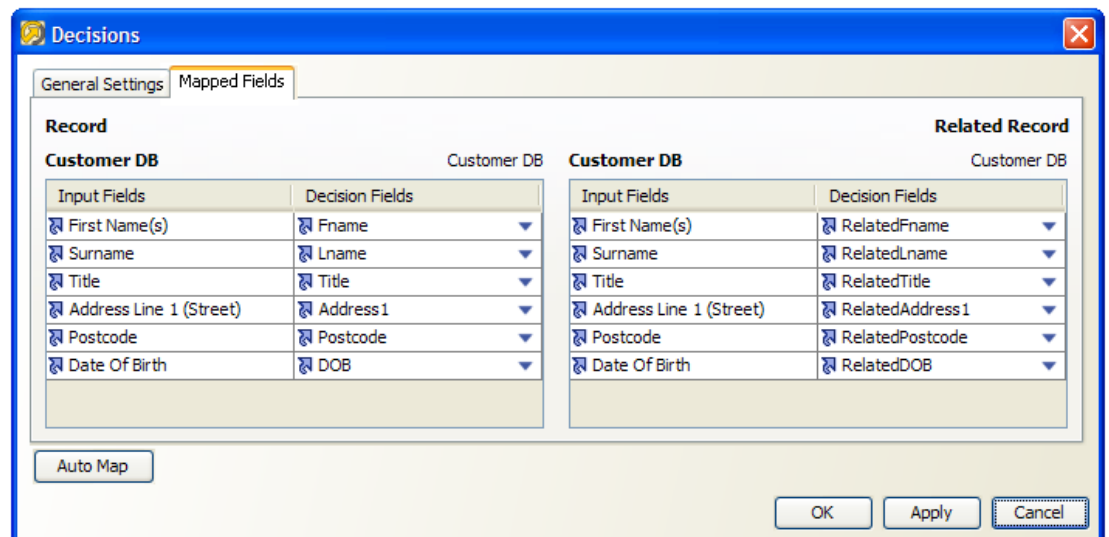 Decisions
General Settings Mapped Fields
Record Related Record
Customer DB Customer DB Customer DB Customer DB
Input Fields Decision Fields Input Fields Decision Fields
First Name(s) Fname First Name(s) RelatedFname
Surname Lname Surname RelatedLname
Title Title Title RelatedTitle
Address Line 1 (Street) Address1 Address Line 1 (Street) RelatedAddress1
Postcode Postcode Postcode RelatedPostcode
Date Of Birth DOB Date Of Birth RelatedDOB
Auto Map
OK Apply Cancel